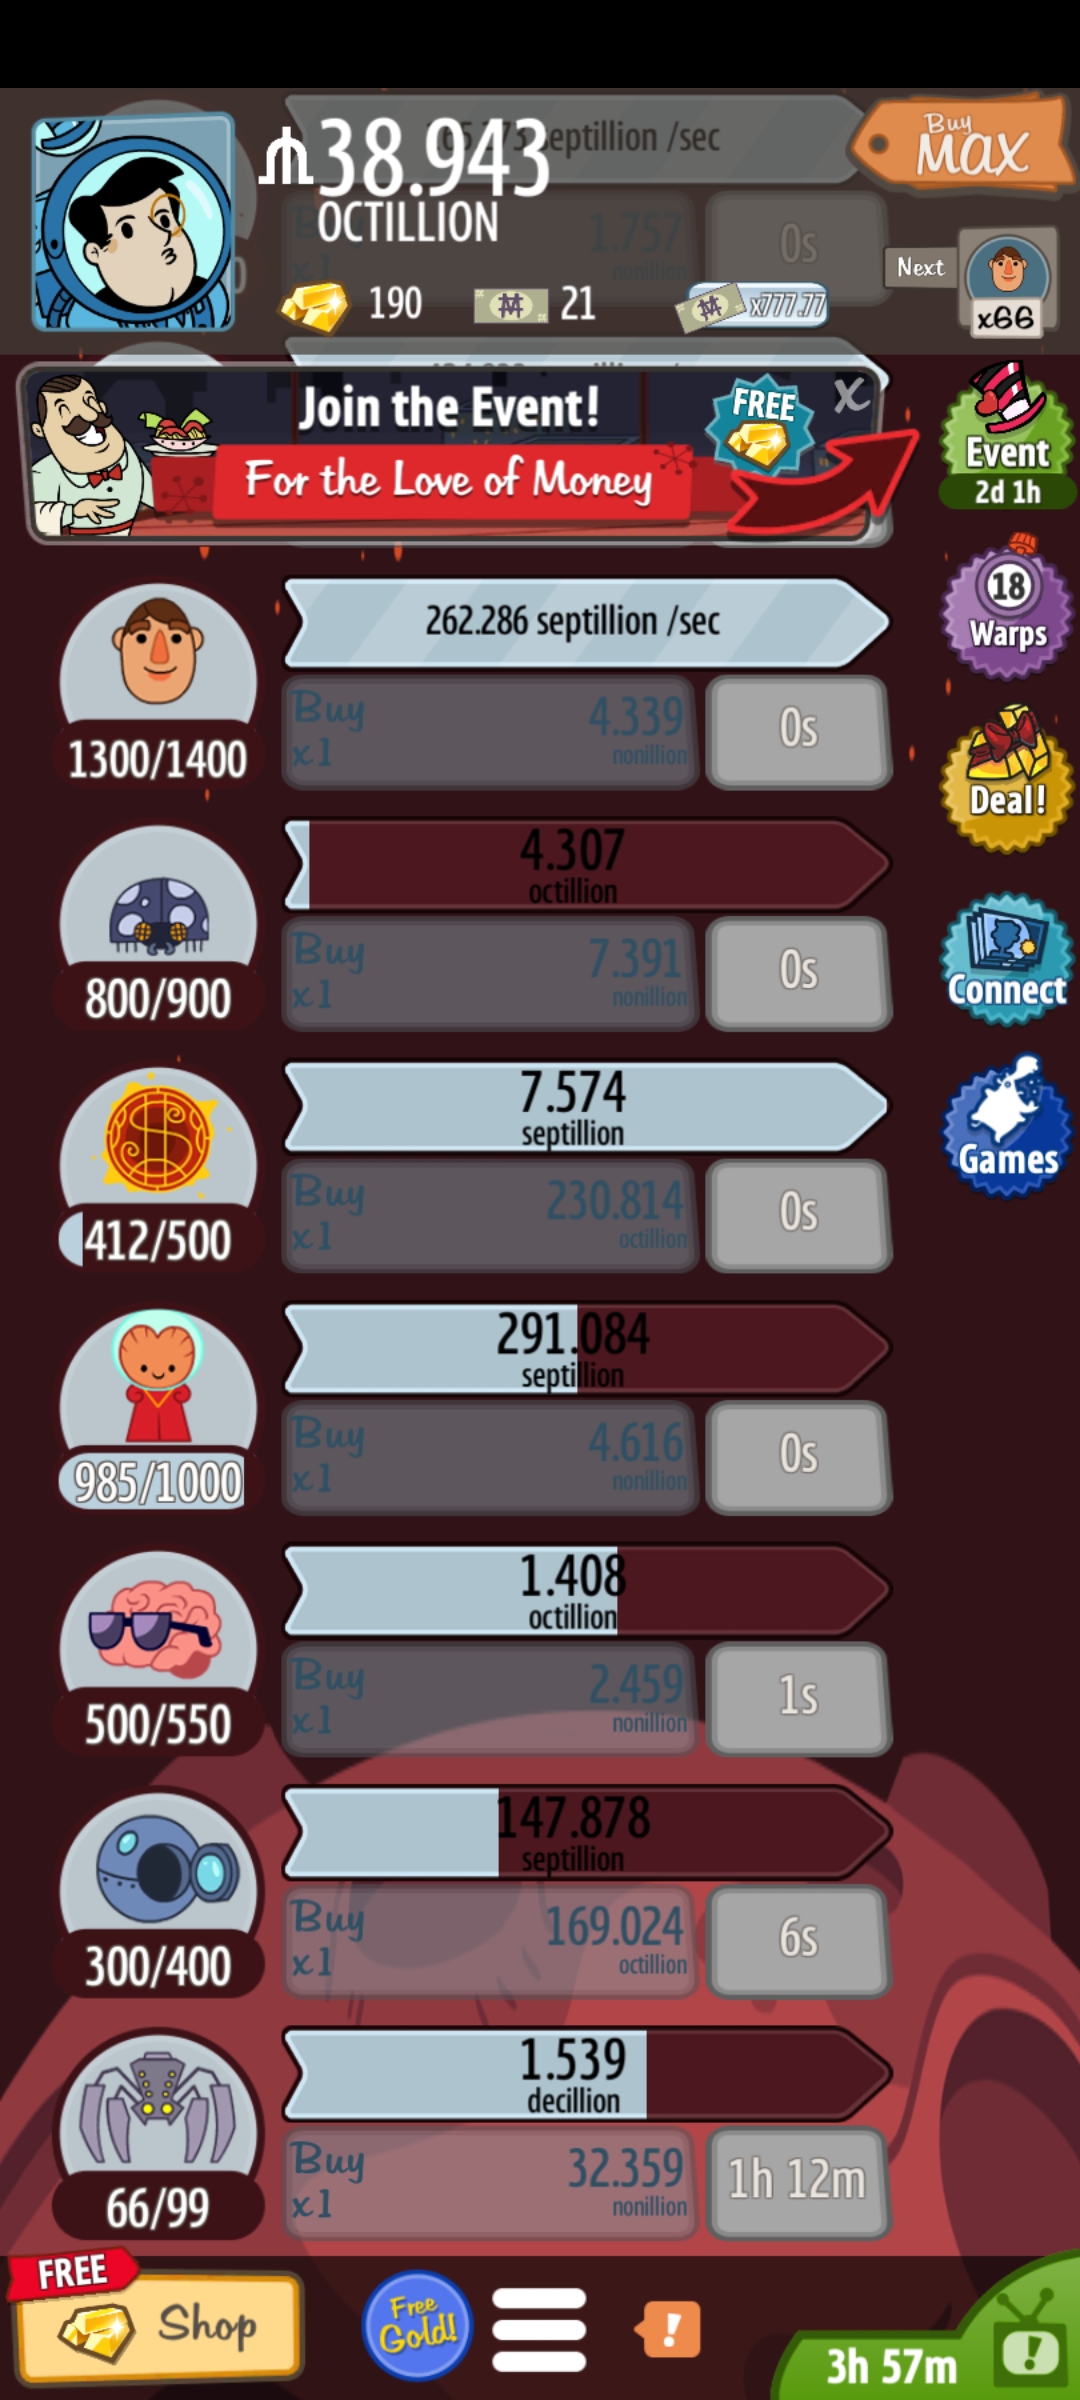 septillion /sec
Buy
MAX
38.943
OCTILLION
1.757
nonillion
0s
Next
x66
190
21
x777.77
Join the Event!
FREE
X
For the Love of Money
Event
2d 1h
262.286 septillion /sec
18
Warps
Buy
x1
4.339
nonillion
0s
1300/1400
Deal!
4.307
octillion
Buy
x1
7.391
nonillion
0s
800/900
Connect
7.574
septillion
Buy
x1
230.814
octillion
0s
412/500
Games
291.084
septillion
Buy
x1
4.616
nonillion
0s
985/1000
1.408
octillion
Buy
x1
2.459
nonillion
1s
500/550
147.878
septillion
Buy
x1
169.024
octillion
6s
300/400
1.539
decillion
Buy
x1
32.359
nonillion
1h 12m
66/99
FREE
Shop
Free
Gold!
!
3h 57m
!